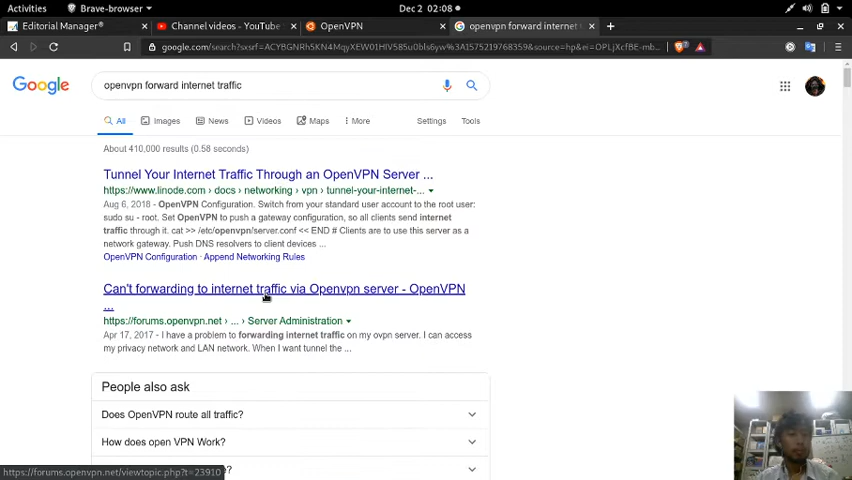 Activities
Brave-browser
Dec 2 02:08
Editorial Manager®
Channel videos - YouTube
OpenVPN
openvpn forward internet
google.com/search?sxsrf=ACYBGNRh5KN4MqyXEW01HIV585u0bls6yw%3A1575219768359&source=hp&ei=OPLjXcfBE-mb...
Google
openvpn forward internet traffic
All
Images
News
Videos
Maps
More
Settings
Tools
About 410,000 results (0.58 seconds)
Tunnel Your Internet Traffic Through an OpenVPN Server ...
https://www.linode.com › docs › networking › vpn › tunnel-your-internet-...
Aug 6, 2018 - OpenVPN Configuration. Switch from your standard user account to the root user:
sudo su - root. Set OpenVPN to push a gateway configuration, so all clients send internet
traffic through it. cat >> /etc/openvpn/server.conf << END # Clients are to use this server as a
network gateway. Push DNS resolvers to client devices ...
OpenVPN Configuration · Append Networking Rules
Can't forwarding to internet traffic via Openvpn server - OpenVPN
...
https://forums.openvpn.net › ... › Server Administration
Apr 17, 2017 - I have a problem to forwarding internet traffic on my ovpn server. I can access
my privacy network and LAN network. When I want tunnel the ...
People also ask
Does OpenVPN route all traffic?
How does open VPN Work?
https://forums.openvpn.net/viewtopic.php?t=23910